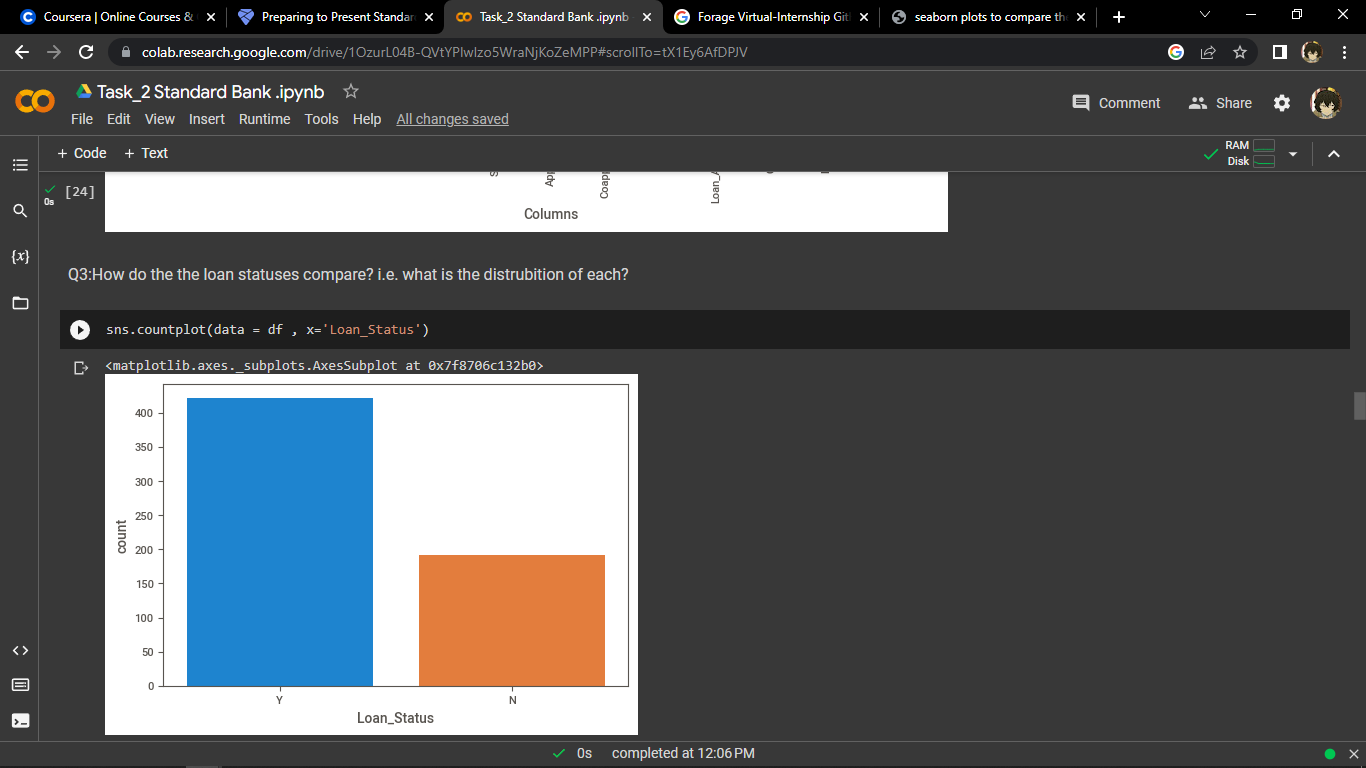 Coursera | Online Courses &
Preparing to Present Standar
Task_2 Standard Bank .ipynb
Forage Virtual-Internship Git
seaborn plots to compare the
colab.research.google.com/drive/1OzurL04B-QVtYPlwlzo5WraNjKoZeMPP#scrollTo=tX1Ey6AfDPJV
Task_2 Standard Bank .ipynb
Comment
Share
File Edit View Insert Runtime Tools Help All changes saved
+ Code + Text
RAM
Disk
[24]
0s
App
Coapp
Loan_A
Columns
Q3:How do the the loan statuses compare? i.e. what is the distrubition of each?
sns.countplot(data = df , x='Loan_Status')
<matplotlib.axes._subplots.AxesSubplot at 0x7f8706c132b0>
400
350
300
250
200
150
100
50
0
count
Y N
Loan_Status
0s completed at 12:06 PM